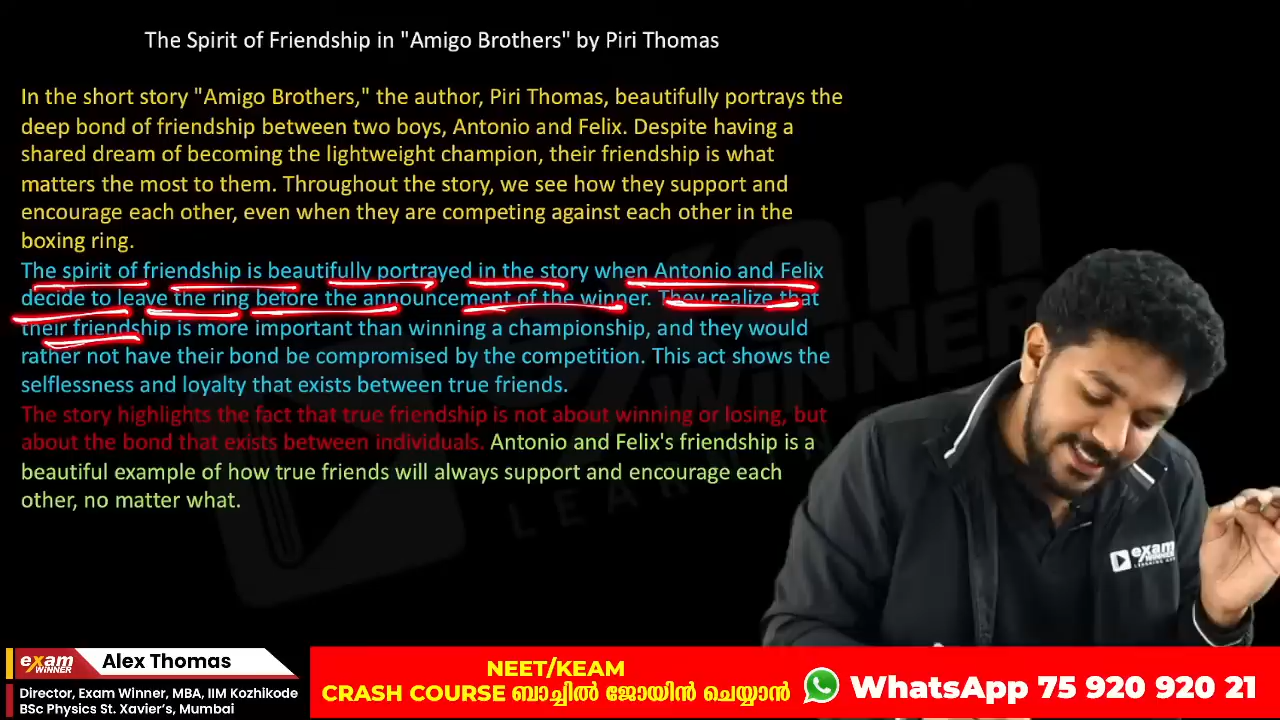 The Spirit of Friendship in "Amigo Brothers" by Piri Thomas
In the short story "Amigo Brothers," the author, Piri Thomas, beautifully portrays the
deep bond of friendship between two boys, Antonio and Felix. Despite having a
shared dream of becoming the lightweight champion, their friendship is what
matters the most to them. Throughout the story, we see how they support and
encourage each other, even when they are competing against each other in the
boxing ring.
The spirit of friendship is beautifully portrayed in the story when Antonio and Felix
decide to leave the ring before the announcement of the winner. They realize that
their friendship is more important than winning a championship, and they would
rather not have their bond be compromised by the competition. This act shows the
selflessness and loyalty that exists between true friends.
The story highlights the fact that true friendship is not about winning or losing, but
about the bond that exists between individuals. Antonio and Felix's friendship is a
beautiful example of how true friends will always support and encourage each
other, no matter what.
exam WINNER
LEARNING APP
exam WINNER
Alex Thomas
Director, Exam Winner, MBA, IIM Kozhikode
BSc Physics St. Xavier's, Mumbai
NEET/KEAM
CRASH COURSE ബാച്ചിൽ ജോയിൻ ചെയ്യാൻ
WhatsApp 75 920 920 21